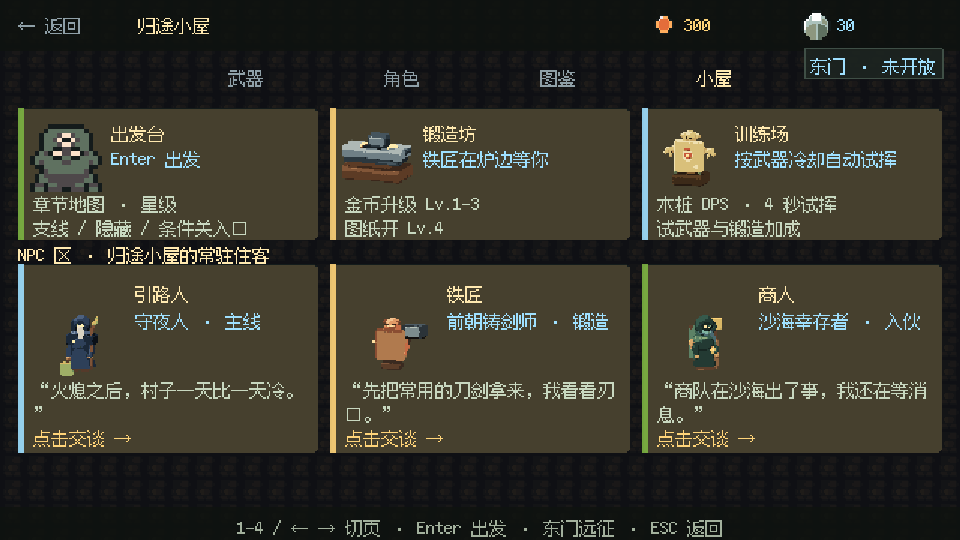 ← 返回
归途小屋
300
30
东门 · 未开放
武器
角色
图鉴
小屋
出发台
Enter 出发
章节地图 · 星级
支线 / 隐藏 / 条件关入口
锻造坊
铁匠在炉边等你
金币升级 Lv.1-3
图纸开 Lv.4
训练场
按武器冷却自动试挥
木桩 DPS · 4 秒试挥
试武器与锻造加成
NPC 区 · 归途小屋的常驻住客
引路人
守夜人 · 主线
“火熄之后，村子一天比一天冷。
”
点击交谈 →
铁匠
前朝铸剑师 · 锻造
“先把常用的刀剑拿来，我看看刃
口。”
点击交谈 →
商人
沙海幸存者 · 入伙
“商队在沙海出了事，我还在等消
息。”
点击交谈 →
1-4 / ← → 切页 · Enter 出发 · 东门远征 · ESC 返回